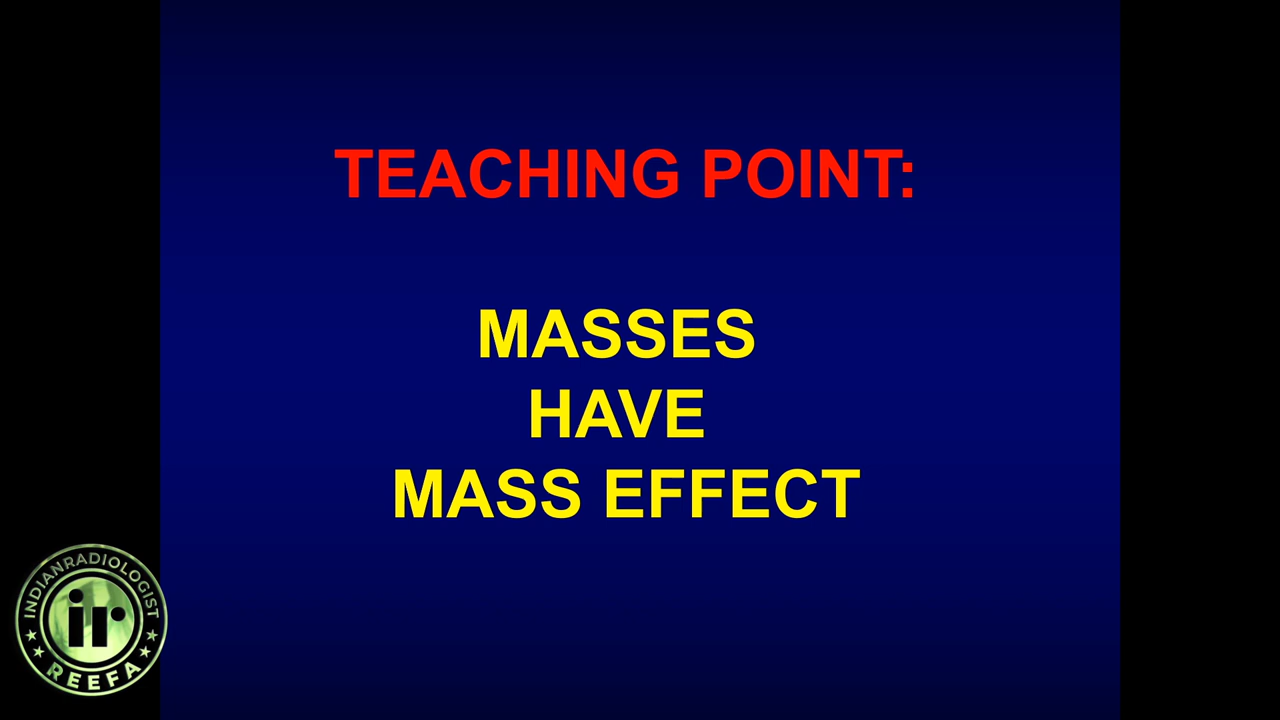 TEACHING POINT:
MASSES
HAVE
MASS EFFECT
INDIANRADIOLOGIST
ir
REEFA